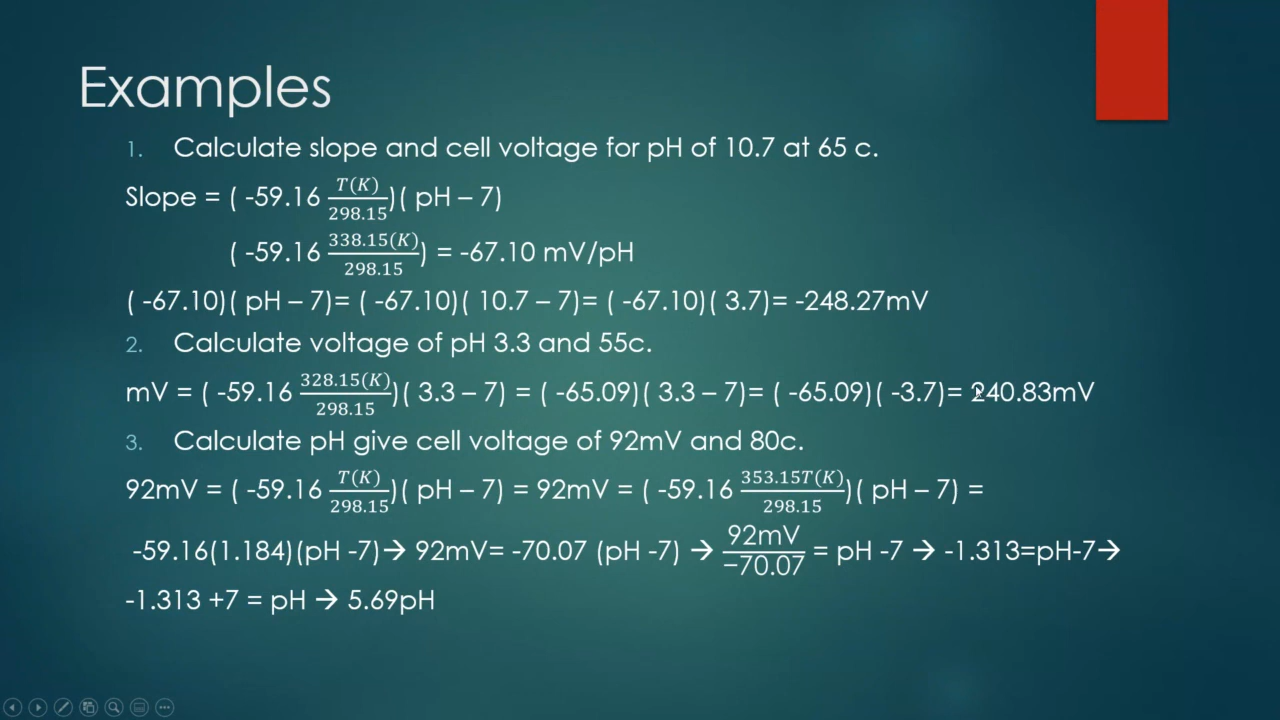 Examples
1. Calculate slope and cell voltage for pH of 10.7 at 65 c.
Slope = ( -59.16 T(K)/298.15)( pH – 7)
( -59.16 338.15(K)/298.15) = -67.10 mV/pH
( -67.10)( pH – 7)= ( -67.10)( 10.7 – 7)= ( -67.10)( 3.7)= -248.27mV
2. Calculate voltage of pH 3.3 and 55c.
mV = ( -59.16 328.15(K)/298.15)( 3.3 – 7) = ( -65.09)( 3.3 – 7)= ( -65.09)( -3.7)= 240.83mV
3. Calculate pH give cell voltage of 92mV and 80c.
92mV = ( -59.16 T(K)/298.15)( pH – 7) = 92mV = ( -59.16 353.15T(K)/298.15)( pH – 7) =
-59.16(1.184)(pH -7)→ 92mV= -70.07 (pH -7) → 92mV/−70.07 = pH -7 → -1.313=pH-7→
-1.313 +7 = pH → 5.69pH